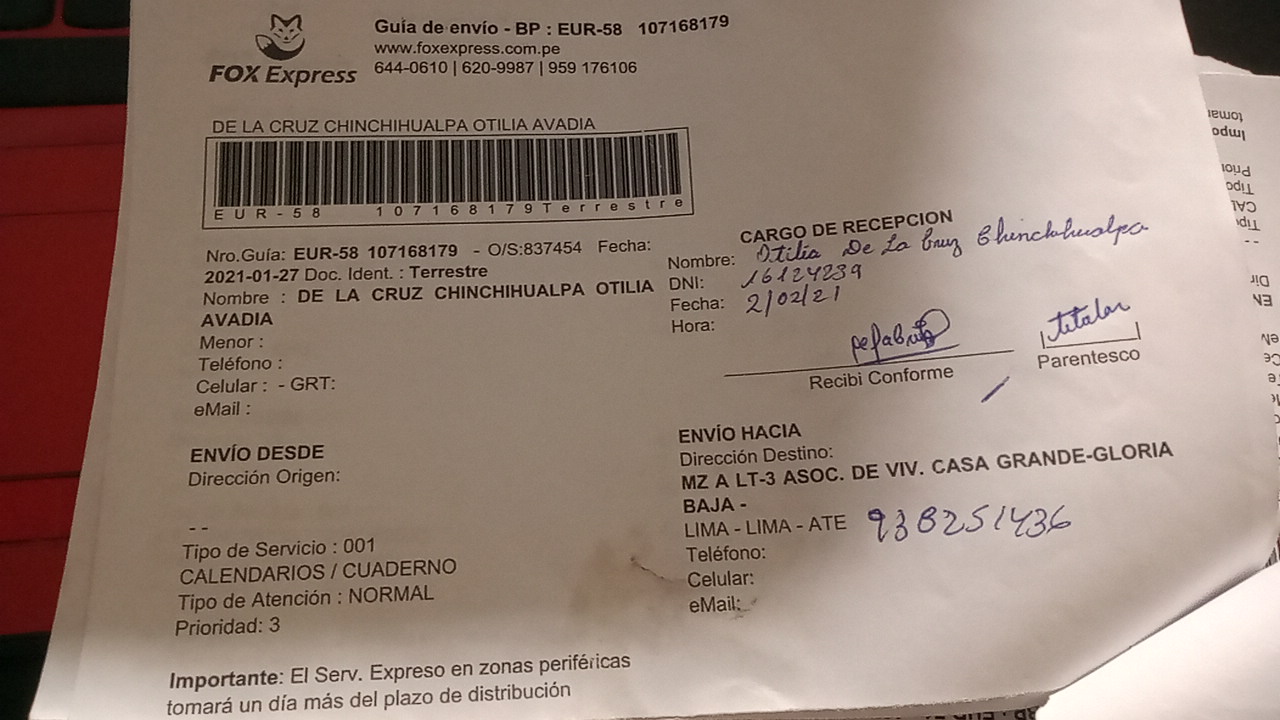 FOX Express
Guía de envío - BP : EUR-58 107168179
www.foxexpress.com.pe
644-0610 | 620-9987 | 959 176106
DE LA CRUZ CHINCHIHUALPA OTILIA AVADIA
EUR-58 107168179Terrestre
Nro.Guía: EUR-58 107168179 - O/S:837454 Fecha:
2021-01-27 Doc. Ident. : Terrestre
Nombre : DE LA CRUZ CHINCHIHUALPA OTILIA
AVADIA
Menor :
Teléfono :
Celular : - GRT:
eMail :
CARGO DE RECEPCION
Nombre: Otilia De La Cruz Chinchihualpa
DNI: 16124239
Fecha: 2/02/21
Hora:
titular
Recibi Conforme
Parentesco
ENVÍO DESDE
Dirección Origen:
- -
Tipo de Servicio : 001
CALENDARIOS / CUADERNO
Tipo de Atención : NORMAL
Prioridad: 3
ENVÍO HACIA
Dirección Destino:
MZ A LT-3 ASOC. DE VIV. CASA GRANDE-GLORIA
BAJA -
LIMA - LIMA - ATE 938251436
Teléfono:
Celular:
eMail:
Importante: El Serv. Expreso en zonas periféricas
tomará un día más del plazo de distribución